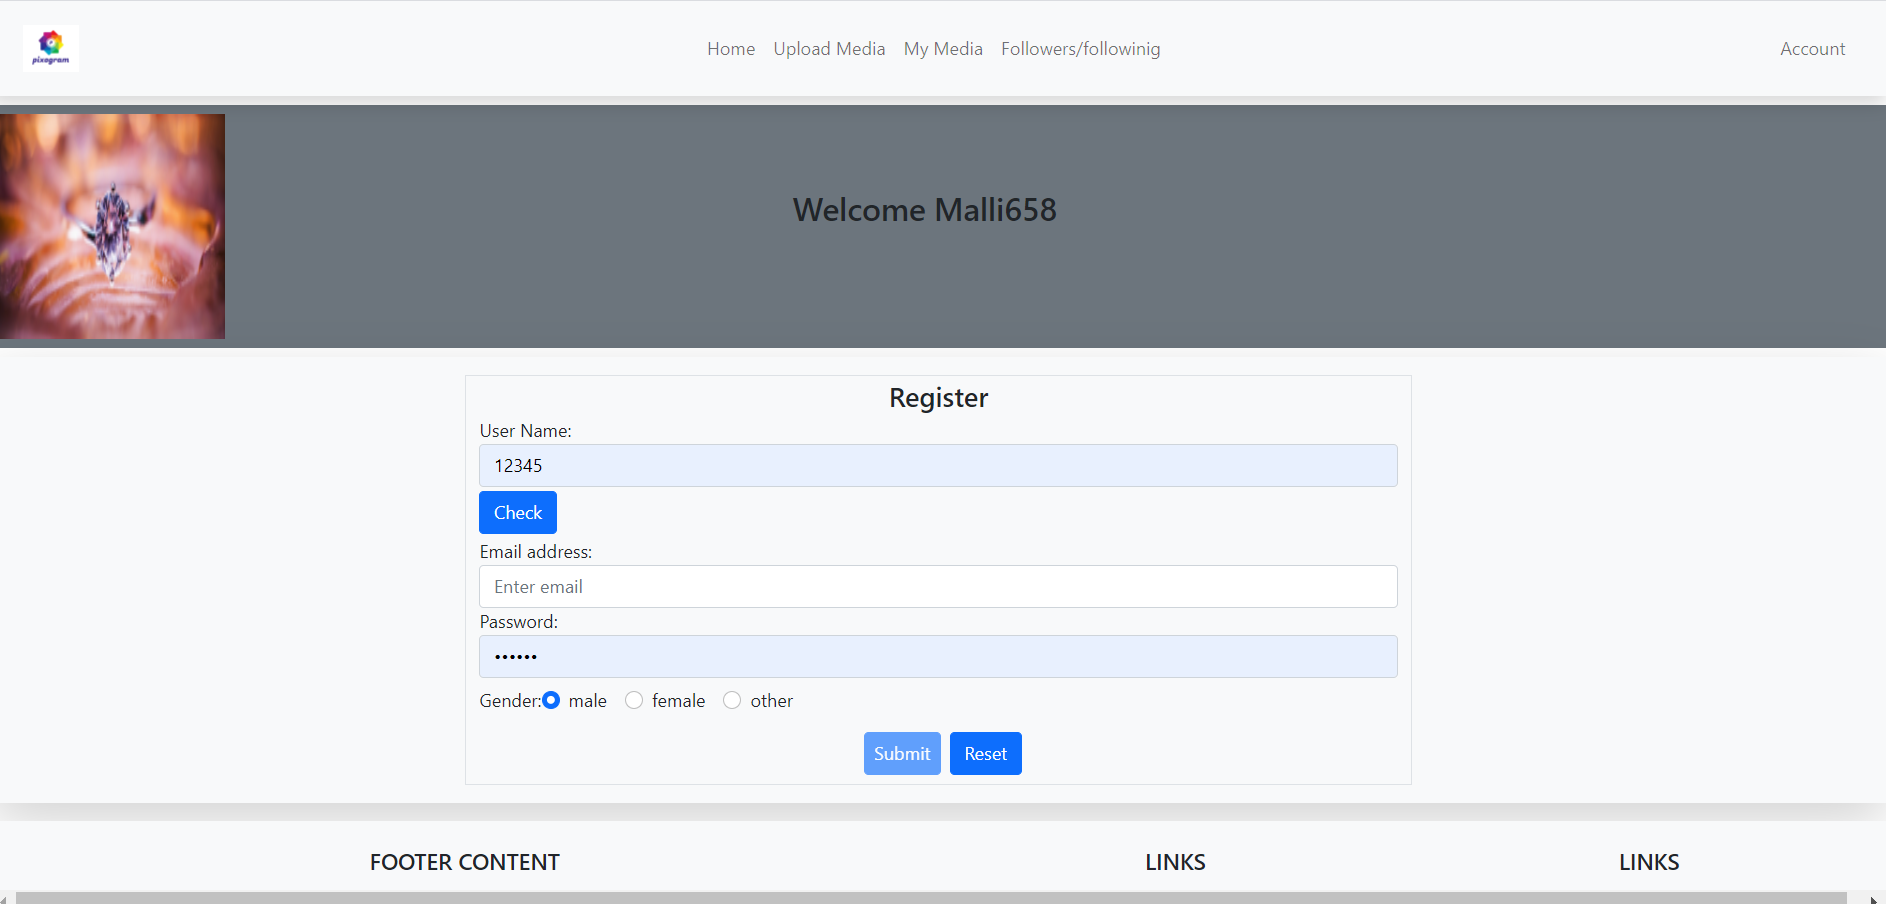 pixogram
Home Upload Media My Media Followers/followinig Account
Welcome Malli658
Register
User Name:
12345
Check
Email address:
Enter email
Password:
••••••
Gender: male female other
Submit Reset
FOOTER CONTENT LINKS LINKS